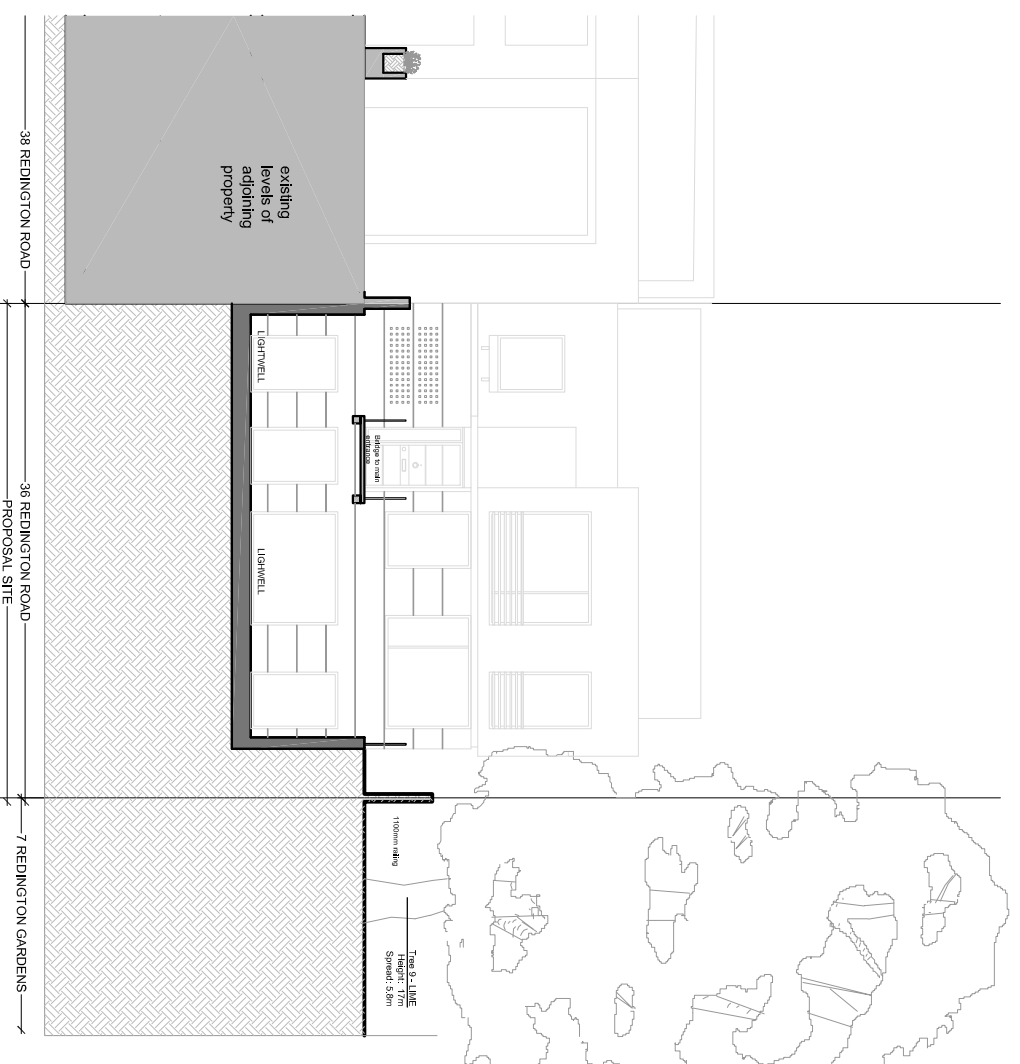 existing
levels of
adjoining
property
38 REDINGTON ROAD
LIGHTWELL
Bridge to main
entrance
LIGHWELL
36 REDINGTON ROAD
PROPOSAL SITE
1100mm railing
Tree 9 - LIME
Height: 17m
Spread: 5.8m
7 REDINGTON GARDENS